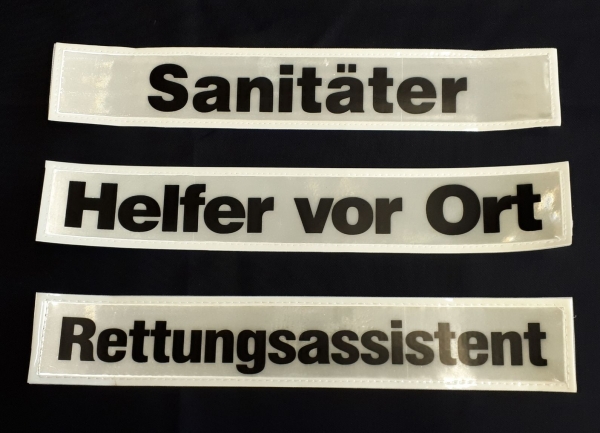 Sanitäter
Helfer vor Ort
Rettungsassistent